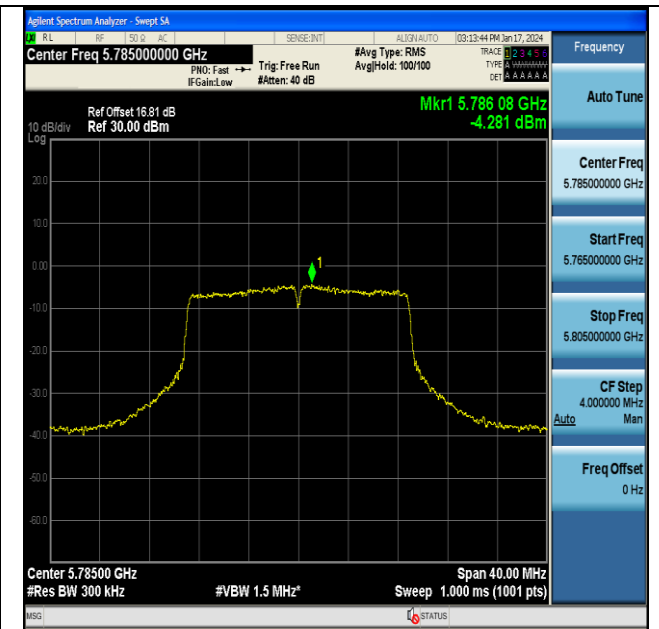 Agilent Spectrum Analyzer - Swept SA
RL RF 50 Ω AC SENSE:INT ALIGN AUTO 03:13:44 PM Jan 17, 2024
Center Freq 5.785000000 GHz
PNO: Fast
IFGain:Low
Trig: Free Run
#Atten: 40 dB
#Avg Type: RMS
Avg|Hold: 100/100
TRACE 1 2 3 4 5 6
TYPE A WWWWW
DET A A A A A A
Ref Offset 16.81 dB
10 dB/div Ref 30.00 dBm
Log
Mkr1 5.786 08 GHz
-4.281 dBm
20.0
10.0
0.00
-10.0
-20.0
-30.0
-40.0
-50.0
-60.0
1
Center 5.78500 GHz Span 40.00 MHz
#Res BW 300 kHz #VBW 1.5 MHz* Sweep 1.000 ms (1001 pts)
MSG STATUS
Frequency
Auto Tune
Center Freq
5.785000000 GHz
Start Freq
5.765000000 GHz
Stop Freq
5.805000000 GHz
CF Step
4.000000 MHz
Auto Man
Freq Offset
0 Hz